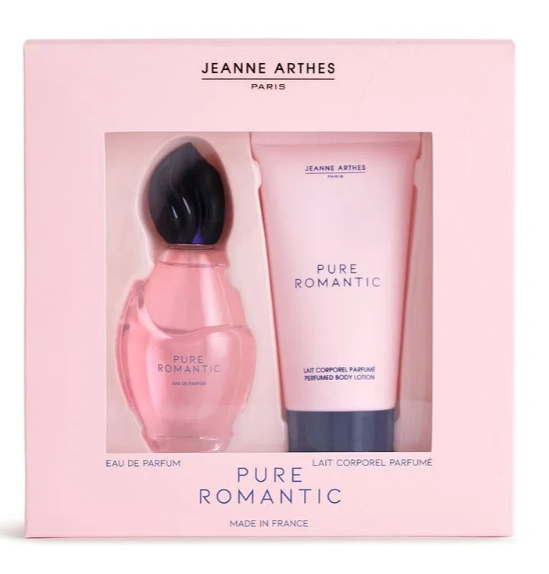 JEANNE ARTHES
PARIS
PURE
ROMANTIC
EAU DE PARFUM
JEANNE ARTHES
PARIS
PURE
ROMANTIC
LAIT CORPOREL PARFUMÉ
PERFUMED BODY LOTION
EAU DE PARFUM
LAIT CORPOREL PARFUMÉ
PURE
ROMANTIC
MADE IN FRANCE